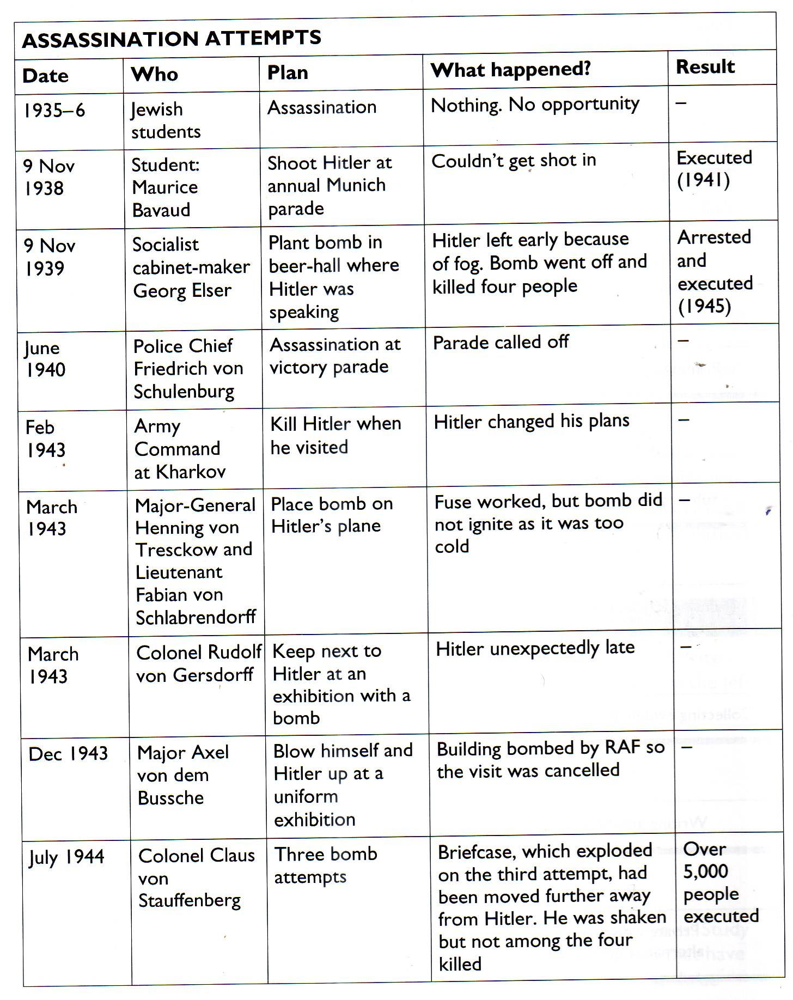 ASSASSINATION ATTEMPTS
Date Who Plan What happened? Result
1935–6
Jewish
students
Assassination
Nothing. No opportunity
–
9 Nov
1938
Student:
Maurice
Bavaud
Shoot Hitler at
annual Munich
parade
Couldn't get shot in
Executed
(1941)
9 Nov
1939
Socialist
cabinet-maker
Georg Elser
Plant bomb in
beer-hall where
Hitler was
speaking
Hitler left early because
of fog. Bomb went off and
killed four people
Arrested
and
executed
(1945)
June
1940
Police Chief
Friedrich von
Schulenburg
Assassination at
victory parade
Parade called off
–
Feb
1943
Army
Command
at Kharkov
Kill Hitler when
he visited
Hitler changed his plans
–
March
1943
Major-General
Henning von
Tresckow and
Lieutenant
Fabian von
Schlabrendorff
Place bomb on
Hitler's plane
Fuse worked, but bomb did
not ignite as it was too
cold
–
March
1943
Colonel Rudolf
von Gersdorff
Keep next to
Hitler at an
exhibition with a
bomb
Hitler unexpectedly late
–
Dec 1943
Major Axel
von dem
Bussche
Blow himself and
Hitler up at a
uniform
exhibition
Building bombed by RAF so
the visit was cancelled
–
July 1944
Colonel Claus
von
Stauffenberg
Three bomb
attempts
Briefcase, which exploded
on the third attempt, had
been moved further away
from Hitler. He was shaken
but not among the four
killed
Over
5,000
people
executed